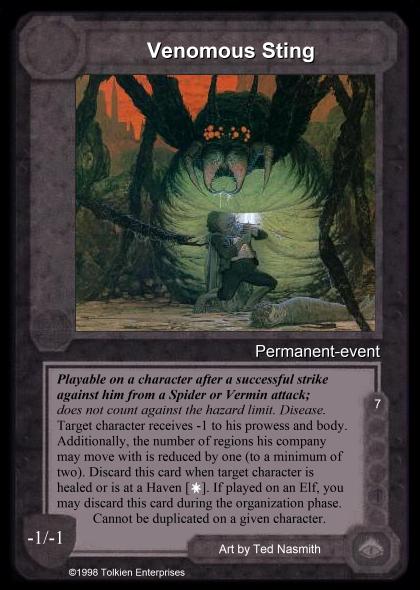 Venomous Sting
Permanent-event
Playable on a character after a successful strike
against him from a Spider or Vermin attack;
does not count against the hazard limit. Disease.
Target character receives -1 to his prowess and body.
Additionally, the number of regions his company
may move with is reduced by one (to a minimum of
two). Discard this card when target character is
healed or is at a Haven [✷]. If played on an Elf, you
may discard this card during the organization phase.
Cannot be duplicated on a given character.
7
-1/-1
Art by Ted Nasmith
©1998 Tolkien Enterprises